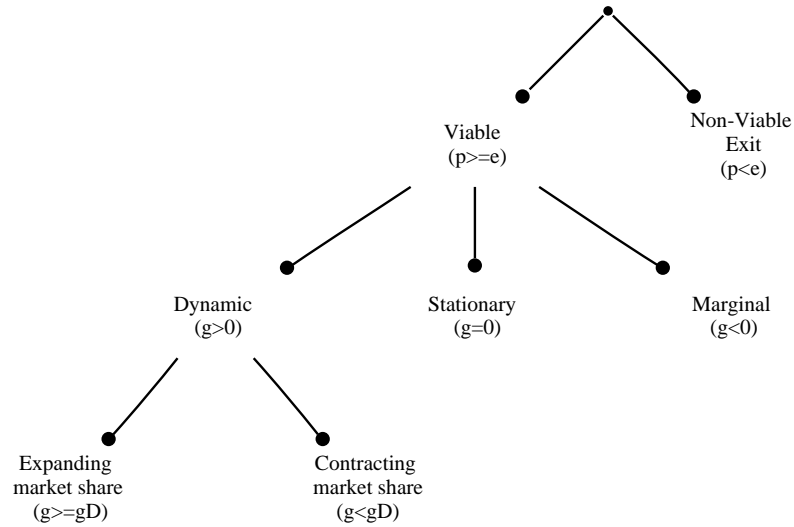 Viable
(p>=e)
Non-Viable
Exit
(p<e)
Dynamic
(g>0)
Stationary
(g=0)
Marginal
(g<0)
Expanding
market share
(g>=gD)
Contracting
market share
(g<gD)